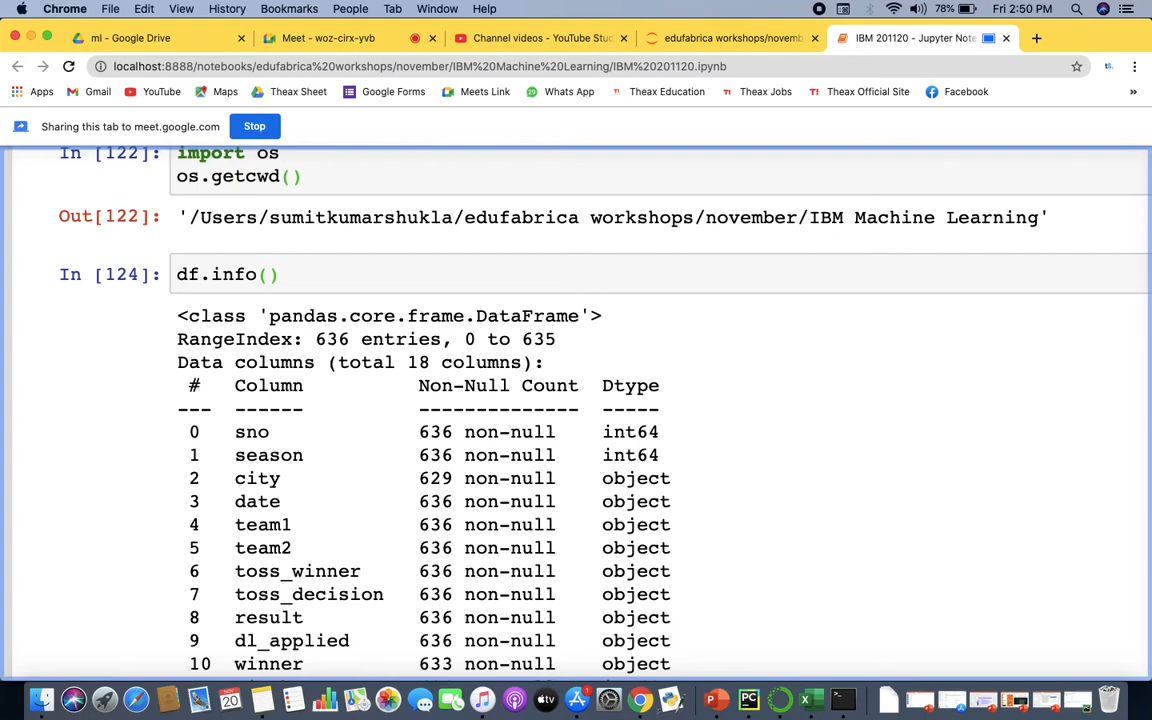 Chrome File Edit View History Bookmarks People Tab Window Help 78% Fri 2:50 PM
ml - Google Drive Meet - woz-cirx-yvb Channel videos - YouTube Stu edufabrica workshops/novemb IBM 201120 - Jupyter Note
localhost:8888/notebooks/edufabrica%20workshops/november/IBM%20Machine%20Learning/IBM%20201120.ipynb
Apps Gmail YouTube Maps Theax Sheet Google Forms Meets Link Whats App Theax Education Theax Jobs Theax Official Site Facebook »
Sharing this tab to meet.google.com Stop
In [122]: import os
os.getcwd()
Out[122]: '/Users/sumitkumarshukla/edufabrica workshops/november/IBM Machine Learning'
In [124]: df.info()
<class 'pandas.core.frame.DataFrame'>
RangeIndex: 636 entries, 0 to 635
Data columns (total 18 columns):
# Column Non-Null Count Dtype
--- ------ -------------- -----
0 sno 636 non-null int64
1 season 636 non-null int64
2 city 629 non-null object
3 date 636 non-null object
4 team1 636 non-null object
5 team2 636 non-null object
6 toss_winner 636 non-null object
7 toss_decision 636 non-null object
8 result 636 non-null object
9 dl_applied 636 non-null object
10 winner 633 non-null object